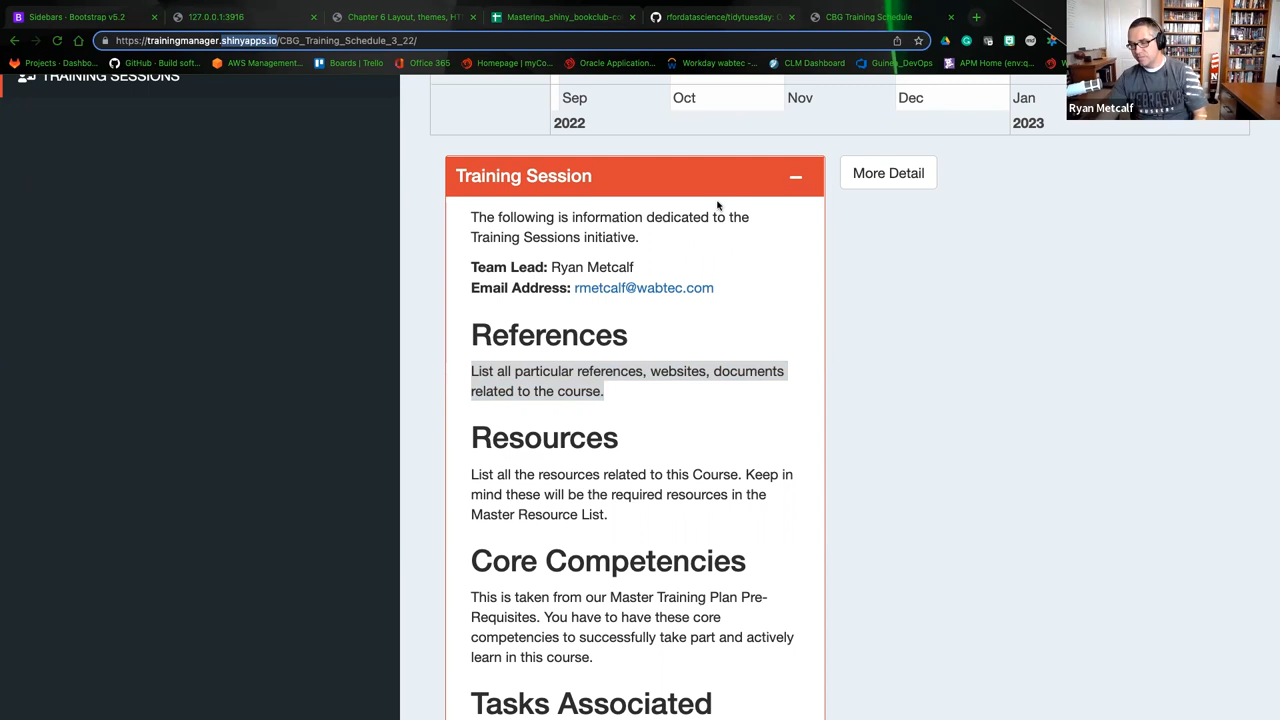 Sidebars - Bootstrap v5.2
127.0.0.1:3916
Chapter 6 Layout, themes, HT
Mastering_shiny_bookclub-co
rfordatascience/tidytuesday: O
CBG Training Schedule
https://trainingmanager.shinyapps.io/CBG_Training_Schedule_3_22/
Projects · Dashbo...
GitHub · Build soft...
AWS Management...
Boards | Trello
Office 365
Homepage | myCo...
Oracle Application...
Workday wabtec -...
CLM Dashboard
Guinea_DevOps
APM Home (env:q...
TRAINING SESSIONS
Sep
Oct
Nov
Dec
Jan
2022
2023
Ryan Metcalf
Training Session
More Detail
The following is information dedicated to the
Training Sessions initiative.
Team Lead: Ryan Metcalf
Email Address: rmetcalf@wabtec.com
References
List all particular references, websites, documents
related to the course.
Resources
List all the resources related to this Course. Keep in
mind these will be the required resources in the
Master Resource List.
Core Competencies
This is taken from our Master Training Plan Pre-
Requisites. You have to have these core
competencies to successfully take part and actively
learn in this course.
Tasks Associated